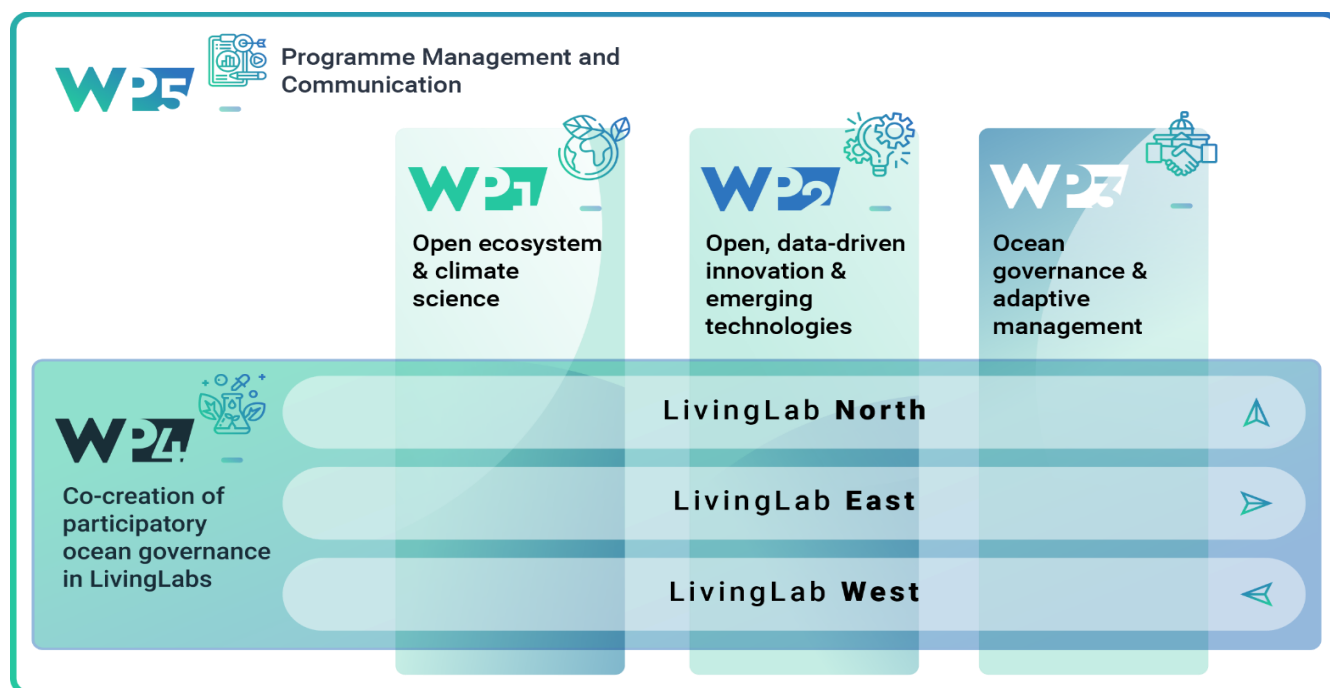 WP5
Programme Management and
Communication
WP1
Open ecosystem
& climate
science
WP2
Open, data-driven
innovation &
emerging
technologies
WP3
Ocean
governance &
adaptive
management
WP4
Co-creation of
participatory
ocean governance
in LivingLabs
LivingLab North
LivingLab East
LivingLab West